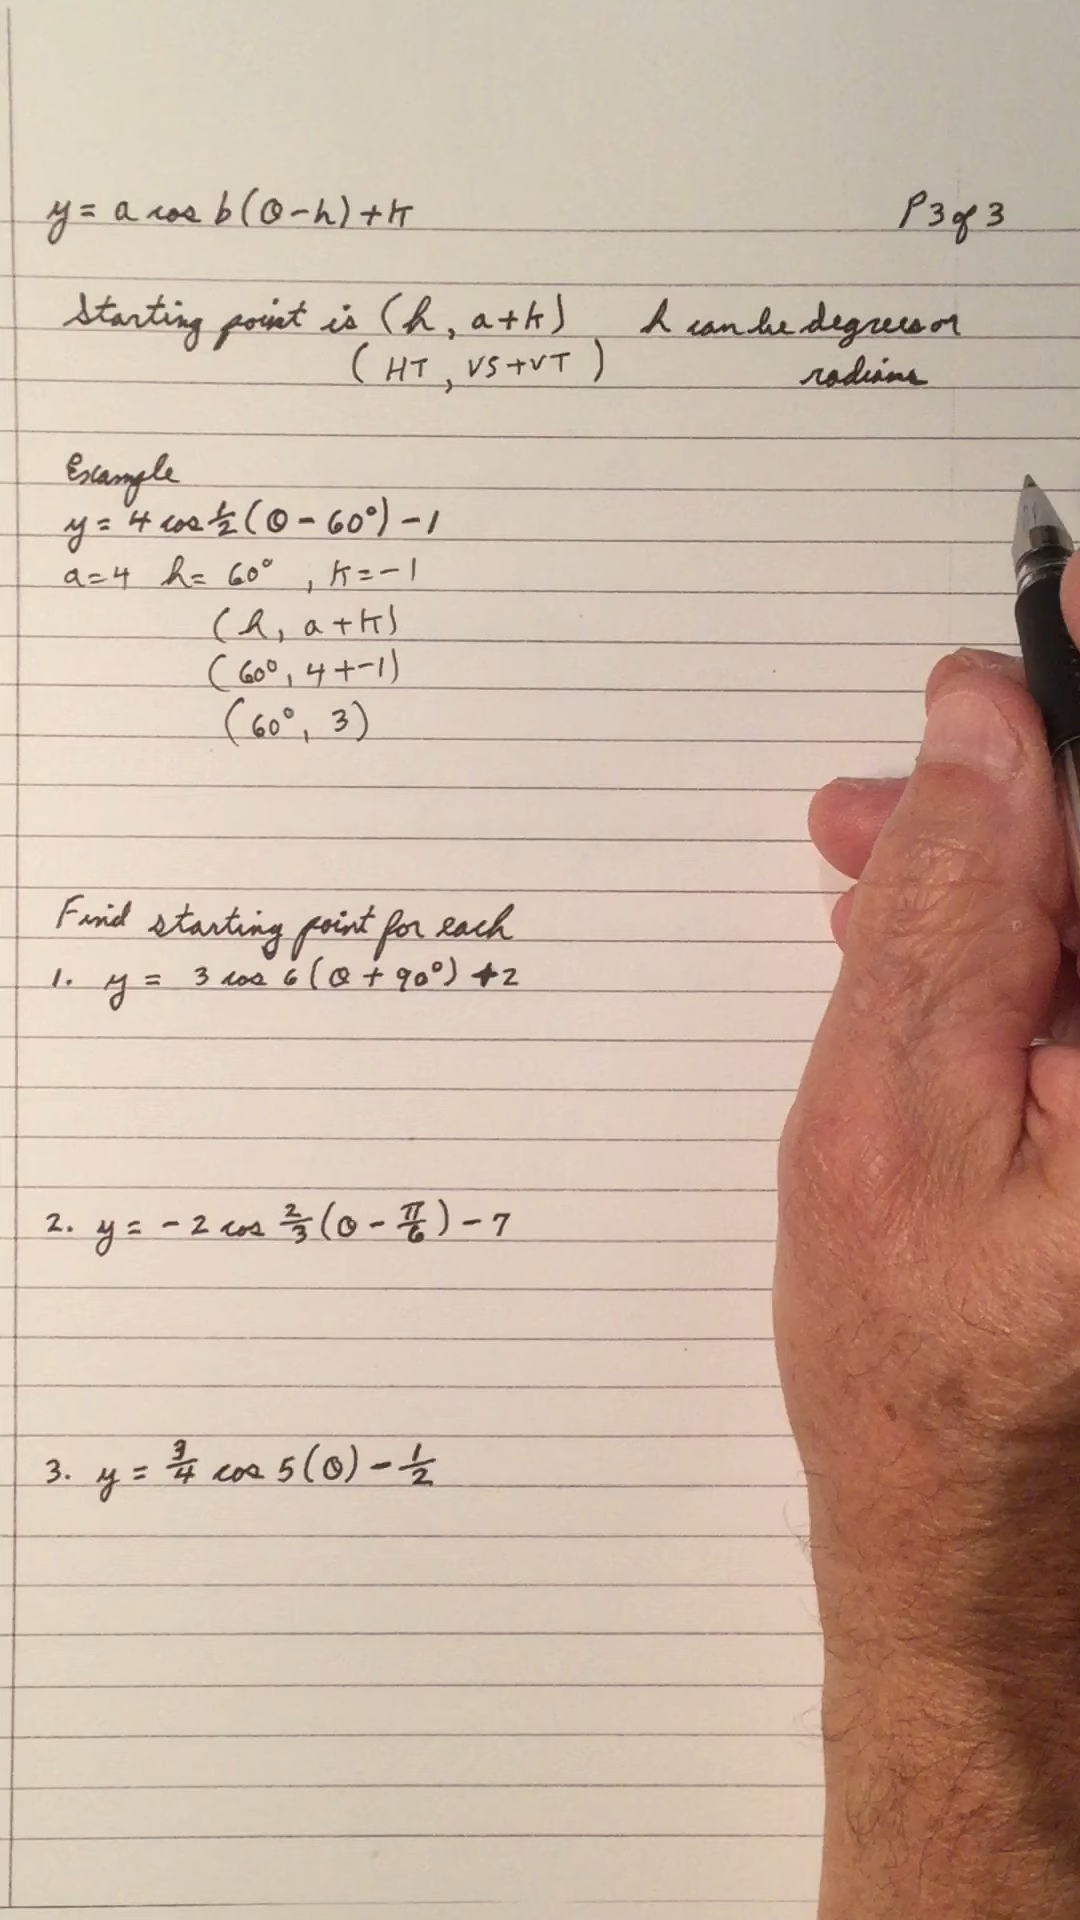 y = a cos b(θ-h)+k P 3 of 3
Starting point is (h, a+k) h can be degrees or
(HT, VS+VT) radians
Example
y = 4 cos 1/2 (θ - 60°) - 1
a=4 h= 60° , k=-1
(h, a+k)
(60°, 4+-1)
(60°, 3)
Find starting point for each
1. y = 3 cos 6(θ+90°) +2
2. y = -2 cos 2/3 (θ - π/6) - 7
3. y = 3/4 cos 5(θ) - 1/2